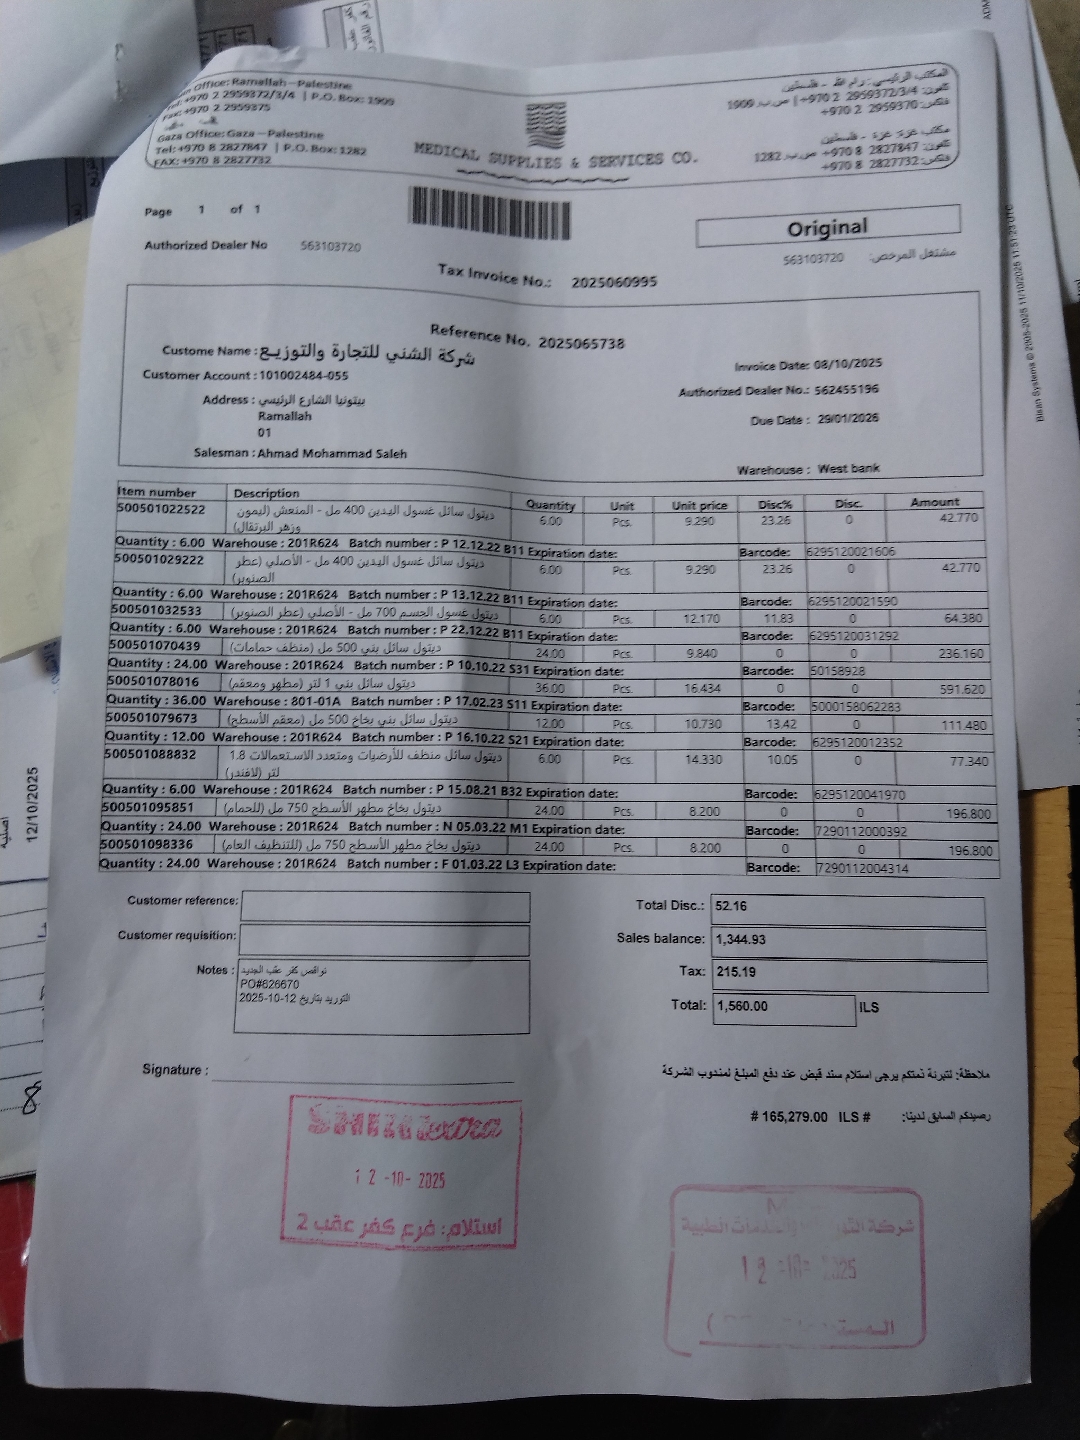 Office: Ramallah-Palestine
Tel: +970 2 2959372/3/4 | P.O. Box: 1909
Fax: +970 2 2959375
Gaza Office: Gaza-Palestine
Tel: +970 8 2827847 | P.O. Box: 1282
FAX: +970 8 2827732
MEDICAL SUPPLIES & SERVICES CO.
المكتب الرئيسي: رام الله - فلسطين
تلفون: 2959372/3/4 2 970+ | ص.ب. 1909
فاكس: 2959370 2 970+
مكتب غزة: غزة - فلسطين
تلفون: 2827847 8 970+ ص.ب. 1282
فاكس: 2827732 8 970+
Page 1 of 1
Original
Authorized Dealer No 563103720
مشتغل المرخص: 563103720
Tax Invoice No.: 2025060995
Reference No. 2025065738
Custome Name : شركة الشني للتجارة والتوزيع
Invoice Date: 08/10/2025
Customer Account : 101002484-055
Authorized Dealer No.: 562455196
Address : بيتونيا الشارع الرئيسي
Ramallah
Due Date : 29/01/2026
01
Salesman : Ahmad Mohammad Saleh
Warehouse : West bank
Item number Description Quantity Unit Unit price Disc% Disc. Amount
500501022522 ديتول سائل غسول اليدين 400 مل - المنعش (ليمون وزهر البرتقال) 6.00 Pcs. 9.290 23.26 0 42.770
Quantity : 6.00 Warehouse : 201R624 Batch number : P 12.12.22 B11 Expiration date: Barcode: 6295120021606
500501029222 ديتول سائل غسول اليدين 400 مل - الأصلي (عطر الصنوبر) 6.00 Pcs. 9.290 23.26 0 42.770
Quantity : 6.00 Warehouse : 201R624 Batch number : P 13.12.22 B11 Expiration date: Barcode: 6295120021590
500501032533 ديتول غسول الجسم 700 مل - الأصلي (عطر الصنوبر) 6.00 Pcs. 12.170 11.83 0 64.380
Quantity : 6.00 Warehouse : 201R624 Batch number : P 22.12.22 B11 Expiration date: Barcode: 6295120031292
500501070439 ديتول سائل بني 500 مل (منظف حمامات) 24.00 Pcs. 9.840 0 0 236.160
Quantity : 24.00 Warehouse : 201R624 Batch number : P 10.10.22 S31 Expiration date: Barcode: 50158928
500501078016 ديتول سائل بني 1 لتر (مطهر ومعقم) 36.00 Pcs. 16.434 0 0 591.620
Quantity : 36.00 Warehouse : 801-01A Batch number : P 17.02.23 S11 Expiration date: Barcode: 5000158062283
500501079673 ديتول سائل بني بخاخ 500 مل (معقم الأسطح) 12.00 Pcs. 10.730 13.42 0 111.480
Quantity : 12.00 Warehouse : 201R624 Batch number : P 16.10.22 S21 Expiration date: Barcode: 6295120012352
500501088832 ديتول سائل منظف للأرضيات ومتعدد الاستعمالات 1.8 لتر (لافندر) 6.00 Pcs. 14.330 10.05 0 77.340
Quantity : 6.00 Warehouse : 201R624 Batch number : P 15.08.21 B32 Expiration date: Barcode: 6295120041970
500501095851 ديتول بخاخ مطهر الأسطح 750 مل (للحمام) 24.00 Pcs. 8.200 0 0 196.800
Quantity : 24.00 Warehouse : 201R624 Batch number : N 05.03.22 M1 Expiration date: Barcode: 7290112000392
500501098336 ديتول بخاخ مطهر الأسطح 750 مل (للتنظيف العام) 24.00 Pcs. 8.200 0 0 196.800
Quantity : 24.00 Warehouse : 201R624 Batch number : F 01.03.22 L3 Expiration date: Barcode: 7290112004314
Customer reference:
Total Disc.: 52.16
Customer requisition:
Sales balance: 1,344.93
Notes : نواقص كفر عقب الجديد
PO#626670
التوريد بتاريخ 12-10-2025
Tax: 215.19
Total: 1,560.00 ILS
Signature :
ملاحظة: لتبرئة ذمتكم يرجى استلام سند قبض عند دفع المبلغ لمندوب الشركة
رصيدكم السابق لدينا: # 165,279.00 ILS #
SHINI extra
12 -10- 2025
استلام: فرع كفر عقب 2
شركة الطبية
12 2025
12/10/2025
Bisan Systems © 2005-2025 11/10/2025 11:51:23 UTC